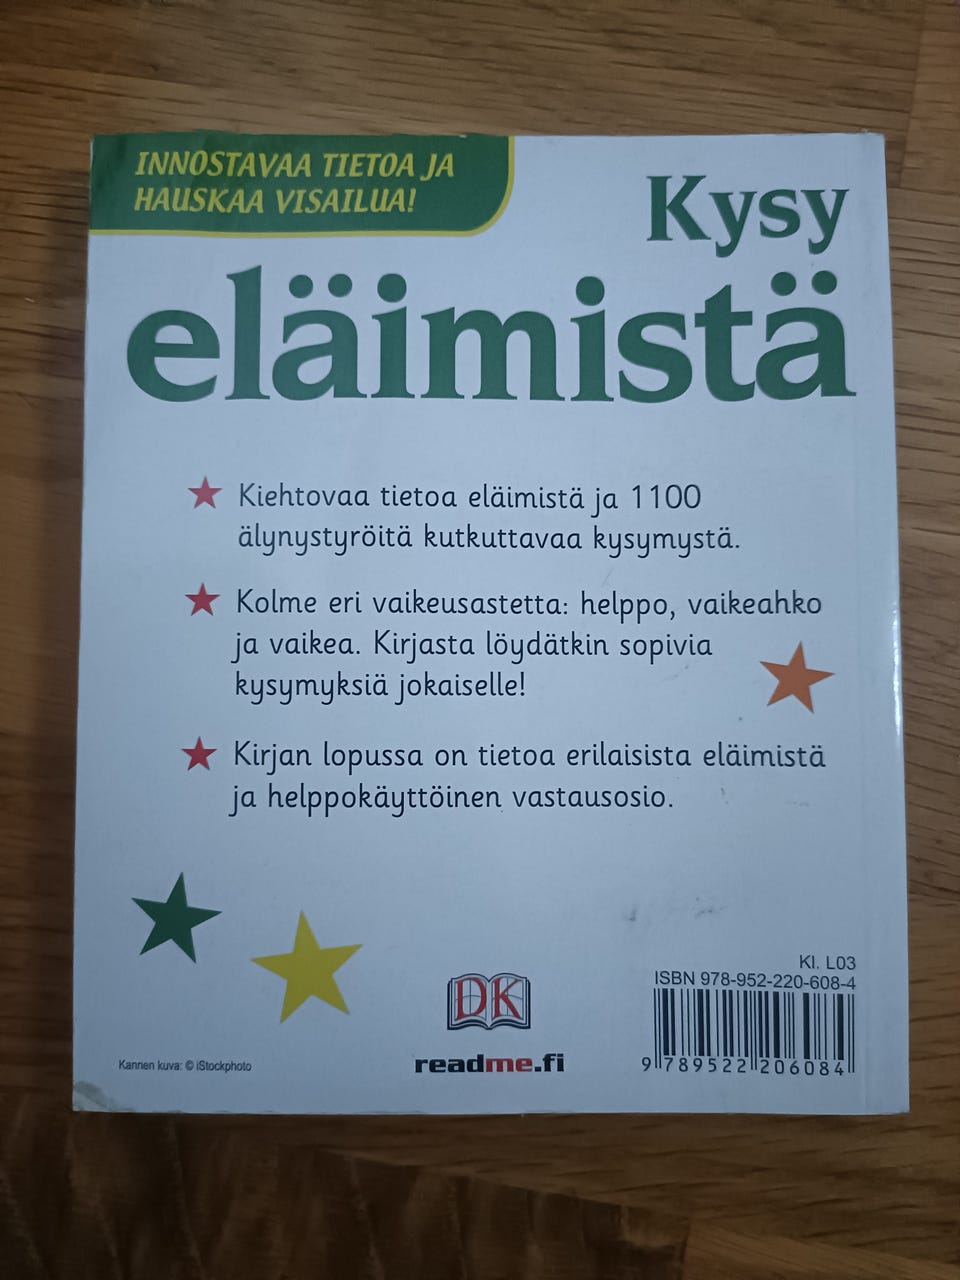 INNOSTAVAA TIETOA JA
HAUSKAA VISAILUA!
Kysy
eläimistä
Kiehtovaa tietoa eläimistä ja 1100
älynystyröitä kutkuttavaa kysymystä.
Kolme eri vaikeusastetta: helppo, vaikeahko
ja vaikea. Kirjasta löydätkin sopivia
kysymyksiä jokaiselle!
Kirjan lopussa on tietoa erilaisista eläimistä
ja helppokäyttöinen vastausosio.
Kl. L03
ISBN 978-952-220-608-4
9 789522 206084
DK
readme.fi
Kannen kuva: © iStockphoto